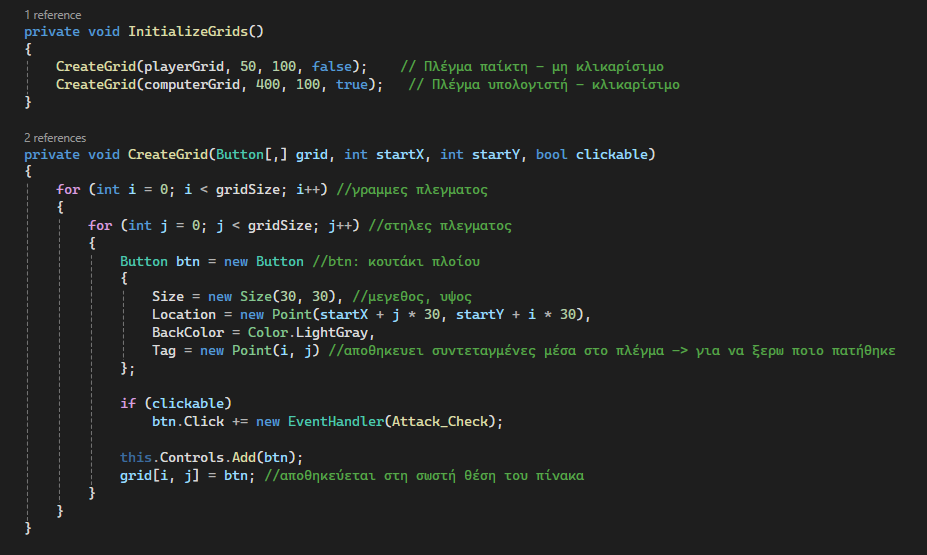 1 reference
private void InitializeGrids()
{
CreateGrid(playerGrid, 50, 100, false);    // Πλέγμα παίκτη – μη κλικαρίσιμο
CreateGrid(computerGrid, 400, 100, true);   // Πλέγμα υπολογιστή – κλικαρίσιμο
}
2 references
private void CreateGrid(Button[,] grid, int startX, int startY, bool clickable)
{
for (int i = 0; i < gridSize; i++) //γραμμες πλεγματος
{
for (int j = 0; j < gridSize; j++) //στηλες πλεγματος
{
Button btn = new Button //btn: κουτάκι πλοίου
{
Size = new Size(30, 30), //μεγεθος, υψος
Location = new Point(startX + j * 30, startY + i * 30),
BackColor = Color.LightGray,
Tag = new Point(i, j) //αποθηκευει συντεταγμένες μέσα στο πλέγμα –> για να ξερω ποιο πατήθηκε
};
if (clickable)
btn.Click += new EventHandler(Attack_Check);
this.Controls.Add(btn);
grid[i, j] = btn; //αποθηκεύεται στη σωστή θέση του πίνακα
}
}
}